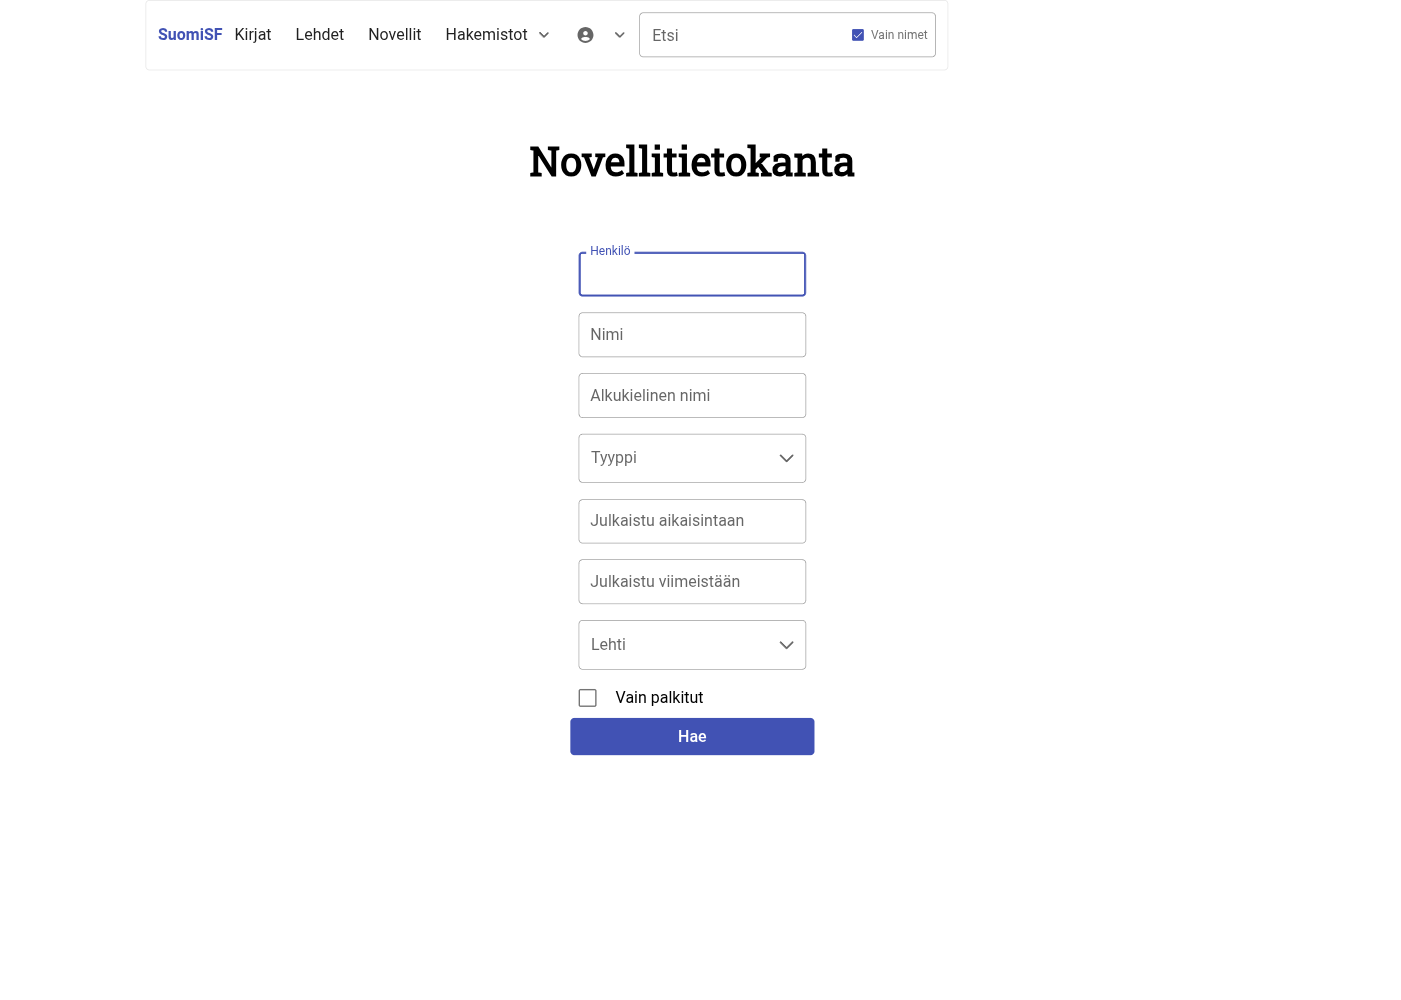 SuomiSF Kirjat Lehdet Novellit Hakemistot Etsi Vain nimet
Novellitietokanta
Henkilö
Nimi
Alkukielinen nimi
Tyyppi
Julkaistu aikaisintaan
Julkaistu viimeistään
Lehti
Vain palkitut
Hae